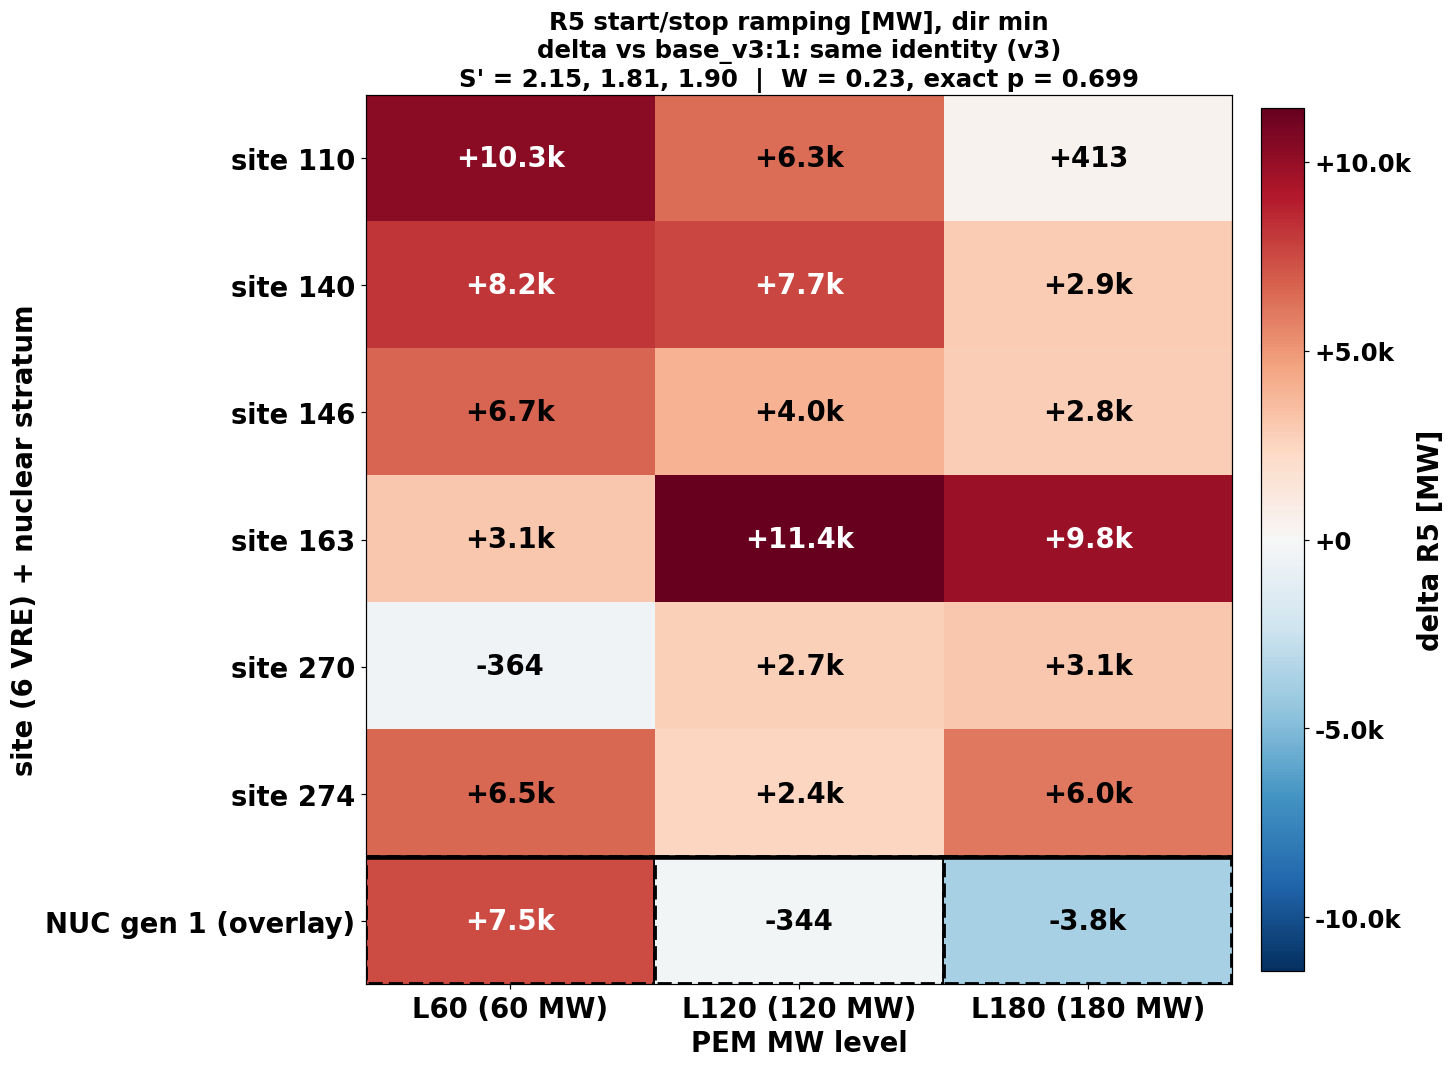 R5 start/stop ramping [MW], dir min
delta vs base_v3:1: same identity (v3)
S' = 2.15, 1.81, 1.90 | W = 0.23, exact p = 0.699
site 110
+10.3k
+6.3k
+413
site 140
+8.2k
+7.7k
+2.9k
site 146
+6.7k
+4.0k
+2.8k
site 163
+3.1k
+11.4k
+9.8k
site 270
-364
+2.7k
+3.1k
site 274
+6.5k
+2.4k
+6.0k
NUC gen 1 (overlay)
+7.5k
-344
-3.8k
L60 (60 MW)
L120 (120 MW)
L180 (180 MW)
PEM MW level
site (6 VRE) + nuclear stratum
+10.0k
+5.0k
+0
-5.0k
-10.0k
delta R5 [MW]